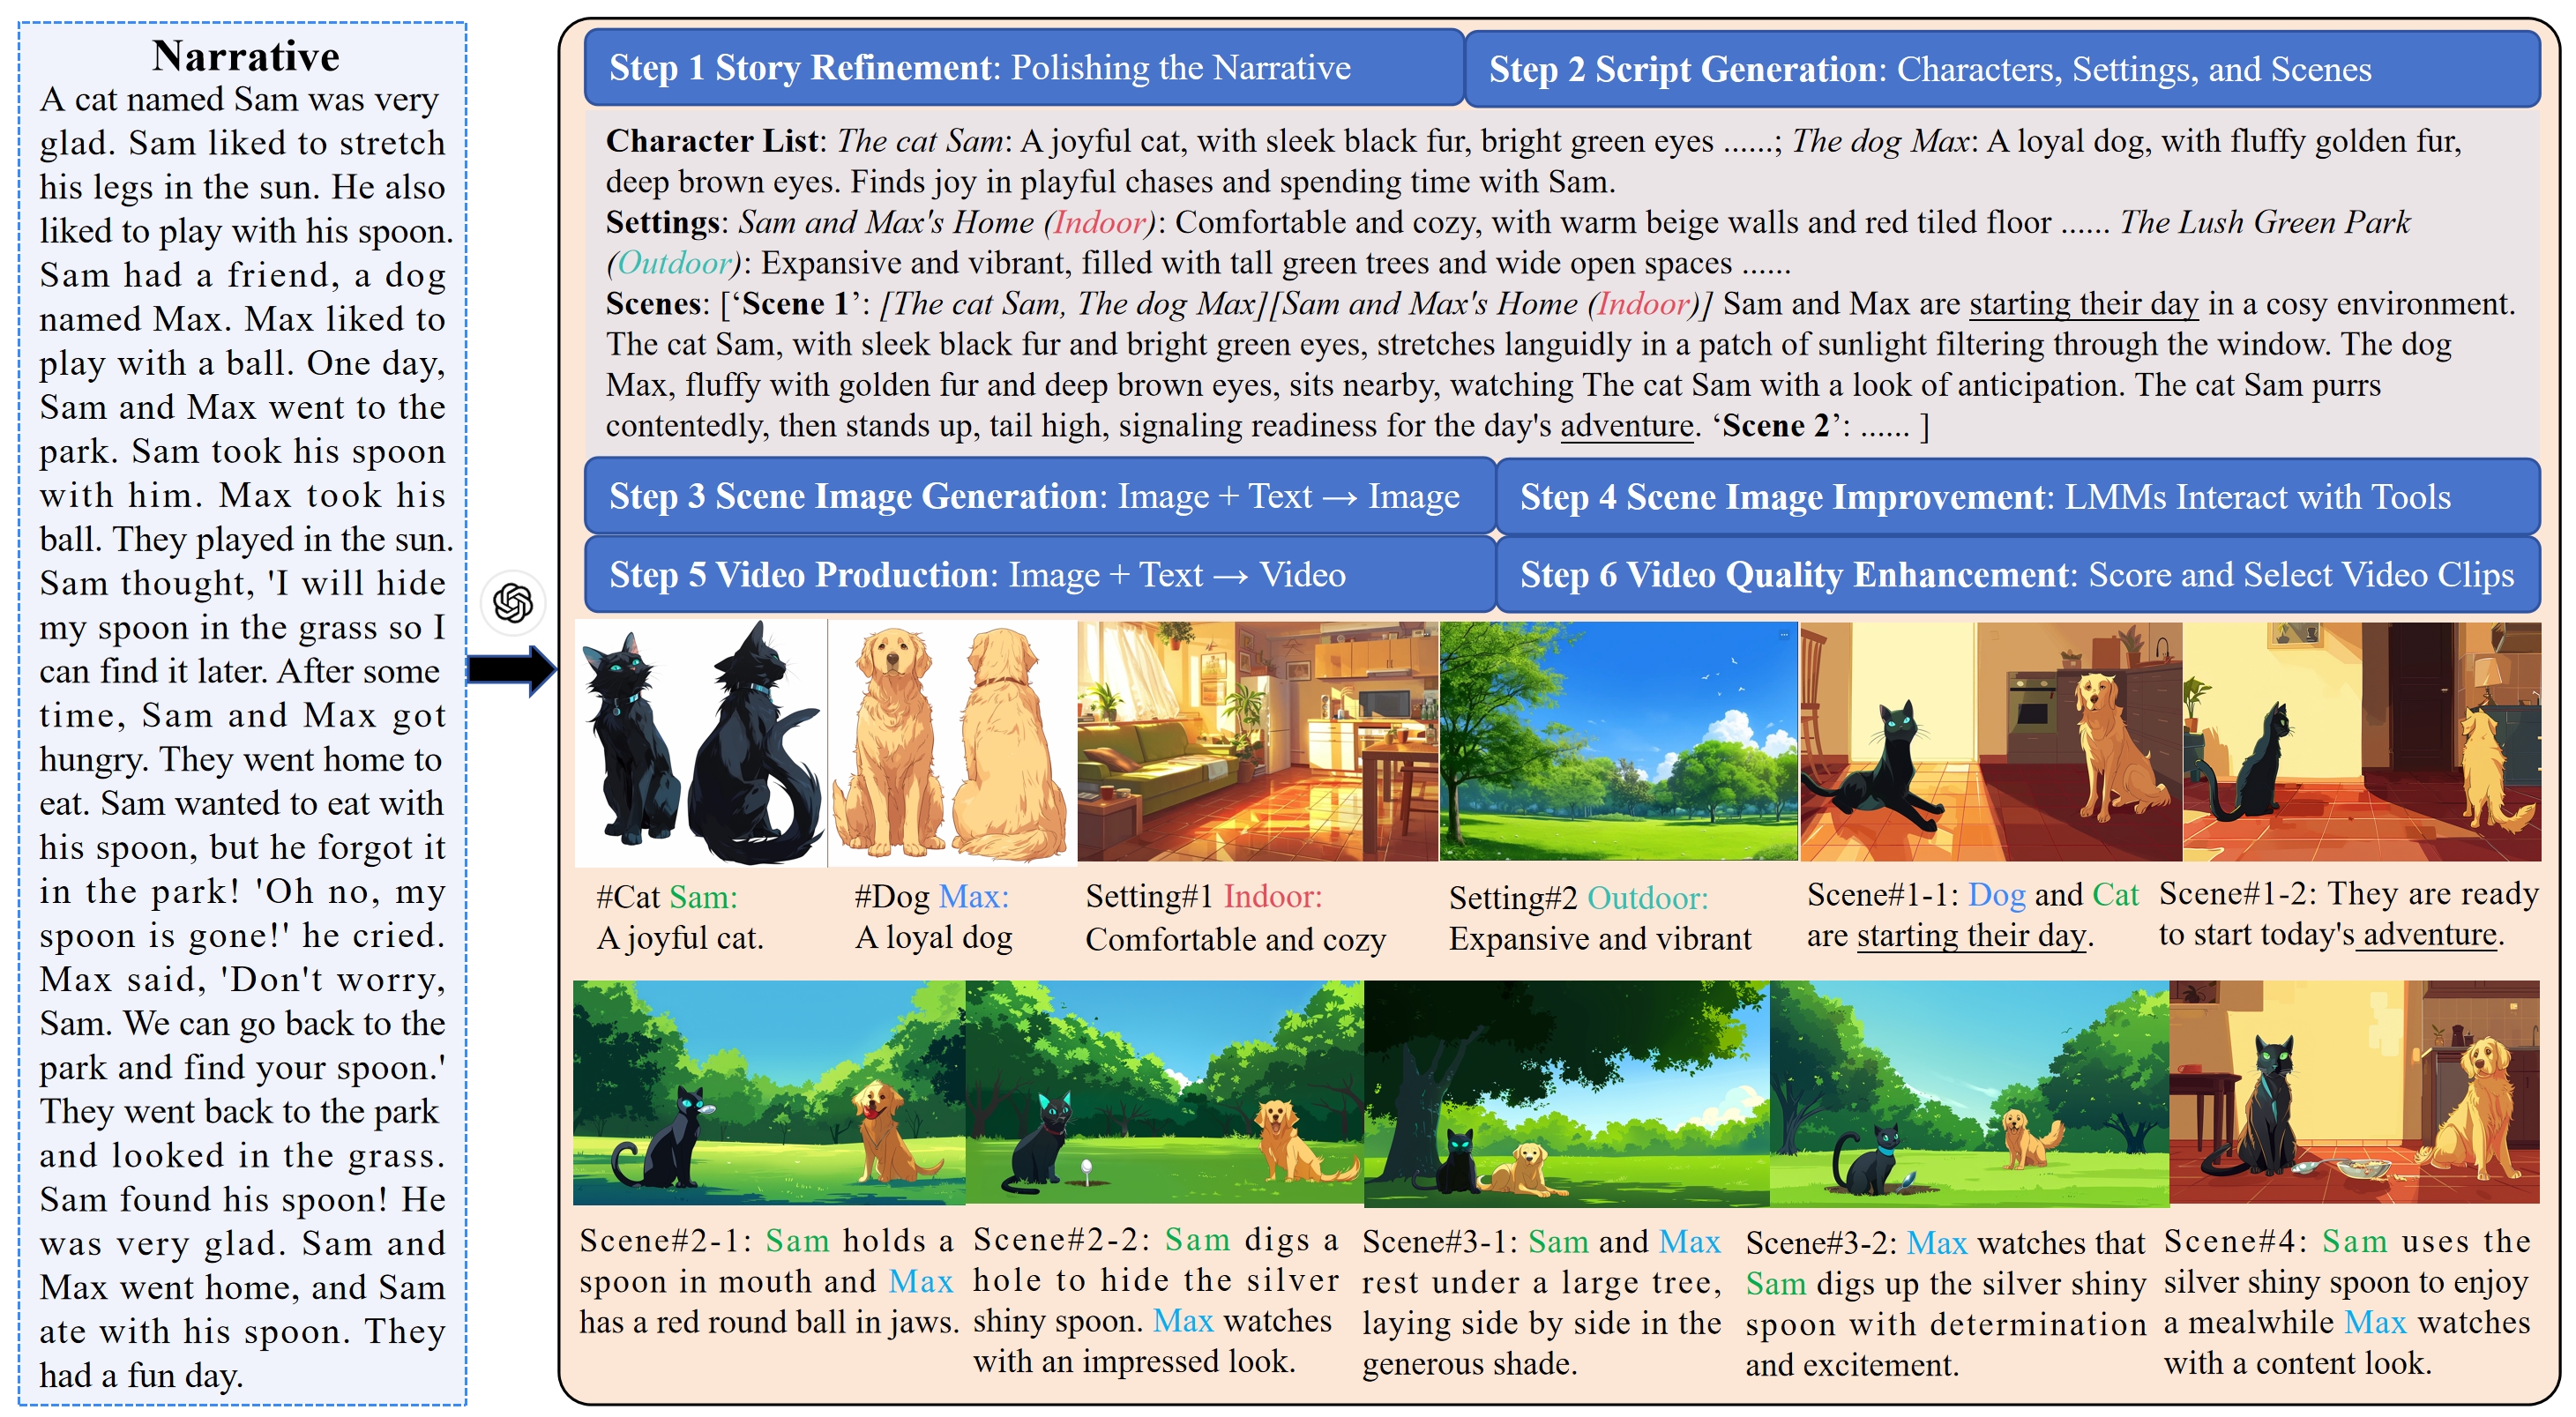 Narrative
A cat named Sam was very
glad. Sam liked to stretch
his legs in the sun. He also
liked to play with his spoon.
Sam had a friend, a dog
named Max. Max liked to
play with a ball. One day,
Sam and Max went to the
park. Sam took his spoon
with him. Max took his
ball. They played in the sun.
Sam thought, 'I will hide
my spoon in the grass so I
can find it later. After some
time, Sam and Max got
hungry. They went home to
eat. Sam wanted to eat with
his spoon, but he forgot it
in the park! 'Oh no, my
spoon is gone!' he cried.
Max said, 'Don't worry,
Sam. We can go back to the
park and find your spoon.'
They went back to the park
and looked in the grass.
Sam found his spoon! He
was very glad. Sam and
Max went home, and Sam
ate with his spoon. They
had a fun day.
Step 1 Story Refinement: Polishing the Narrative
Step 2 Script Generation: Characters, Settings, and Scenes
Character List: The cat Sam: A joyful cat, with sleek black fur, bright green eyes ......; The dog Max: A loyal dog, with fluffy golden fur,
deep brown eyes. Finds joy in playful chases and spending time with Sam.
Settings: Sam and Max's Home (Indoor): Comfortable and cozy, with warm beige walls and red tiled floor ...... The Lush Green Park
(Outdoor): Expansive and vibrant, filled with tall green trees and wide open spaces ......
Scenes: [‘Scene 1’: [The cat Sam, The dog Max][Sam and Max's Home (Indoor)] Sam and Max are starting their day in a cosy environment.
The cat Sam, with sleek black fur and bright green eyes, stretches languidly in a patch of sunlight filtering through the window. The dog
Max, fluffy with golden fur and deep brown eyes, sits nearby, watching The cat Sam with a look of anticipation. The cat Sam purrs
contentedly, then stands up, tail high, signaling readiness for the day's adventure. ‘Scene 2’: ...... ]
Step 3 Scene Image Generation: Image + Text → Image
Step 4 Scene Image Improvement: LMMs Interact with Tools
Step 5 Video Production: Image + Text → Video
Step 6 Video Quality Enhancement: Score and Select Video Clips
#Cat Sam:
A joyful cat.
#Dog Max:
A loyal dog
Setting#1 Indoor:
Comfortable and cozy
Setting#2 Outdoor:
Expansive and vibrant
Scene#1-1: Dog and Cat
are starting their day.
Scene#1-2: They are ready
to start today's adventure.
Scene#2-1: Sam holds a
spoon in mouth and Max
has a red round ball in jaws.
Scene#2-2: Sam digs a
hole to hide the silver
shiny spoon. Max watches
with an impressed look.
Scene#3-1: Sam and Max
rest under a large tree,
laying side by side in the
generous shade.
Scene#3-2: Max watches that
Sam digs up the silver shiny
spoon with determination
and excitement.
Scene#4: Sam uses the
silver shiny spoon to enjoy
a mealwhile Max watches
with a content look.